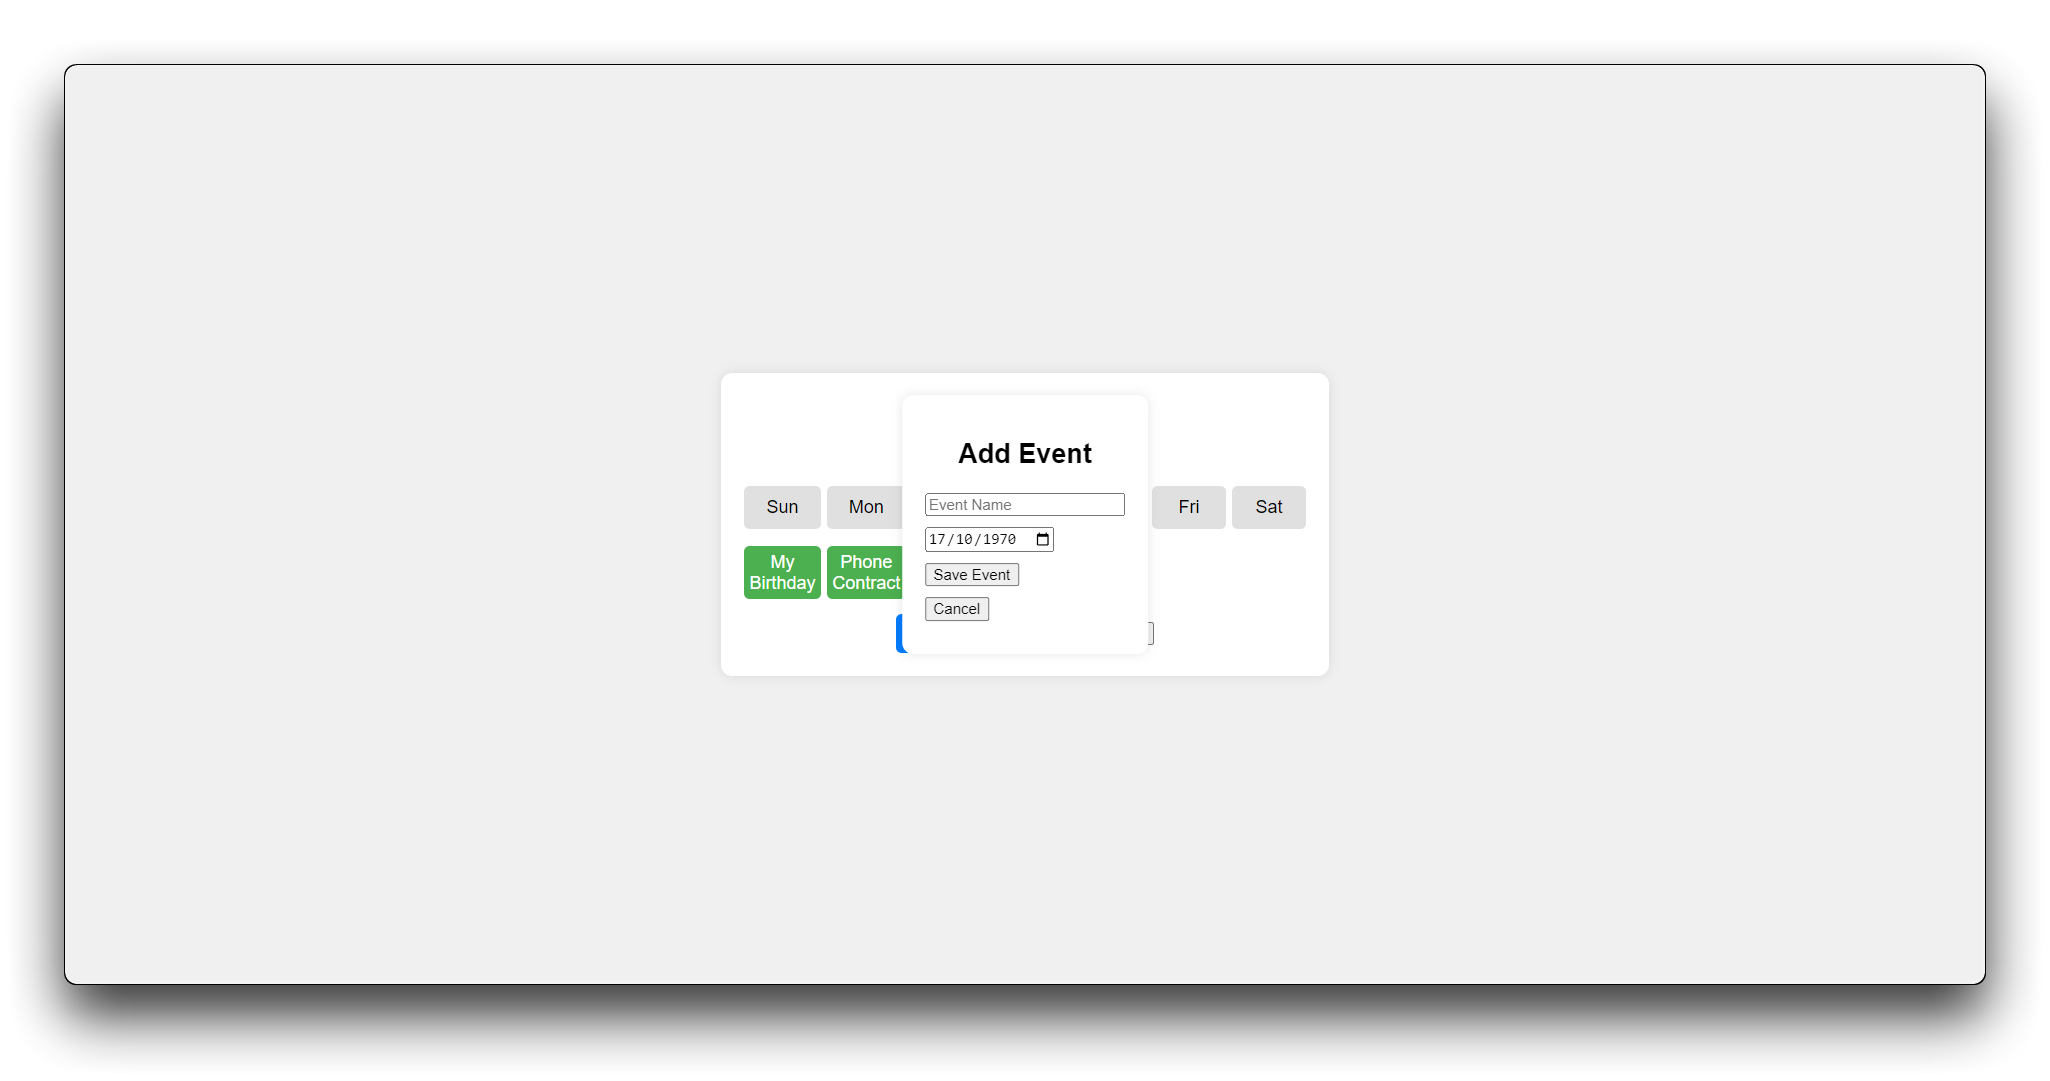 Add Event
Sun Mon Fri Sat
Event Name
17/10/1970
My
Birthday
Phone
Contract
Save Event
Cancel